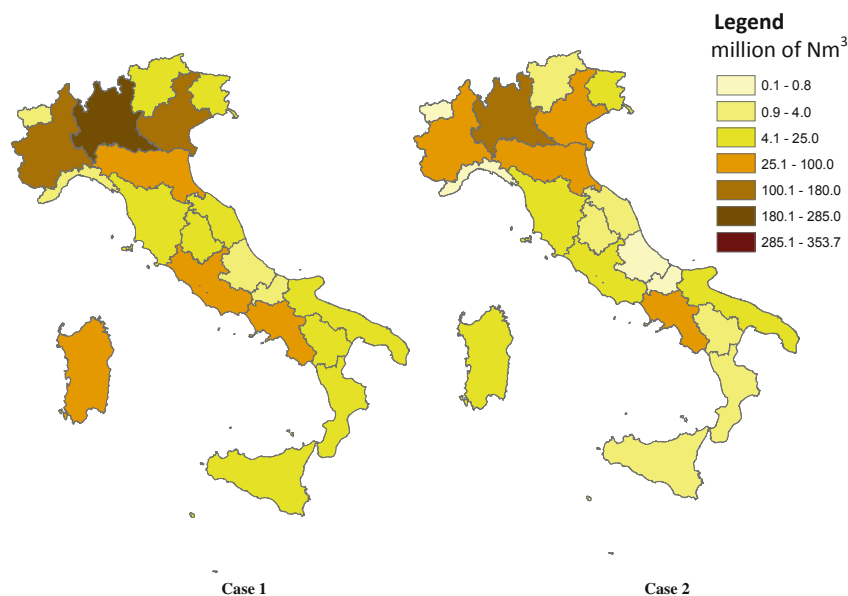 Legend
million of Nm³
0.1 - 0.8
0.9 - 4.0
4.1 - 25.0
25.1 - 100.0
100.1 - 180.0
180.1 - 285.0
285.1 - 353.7
Case 1
Case 2